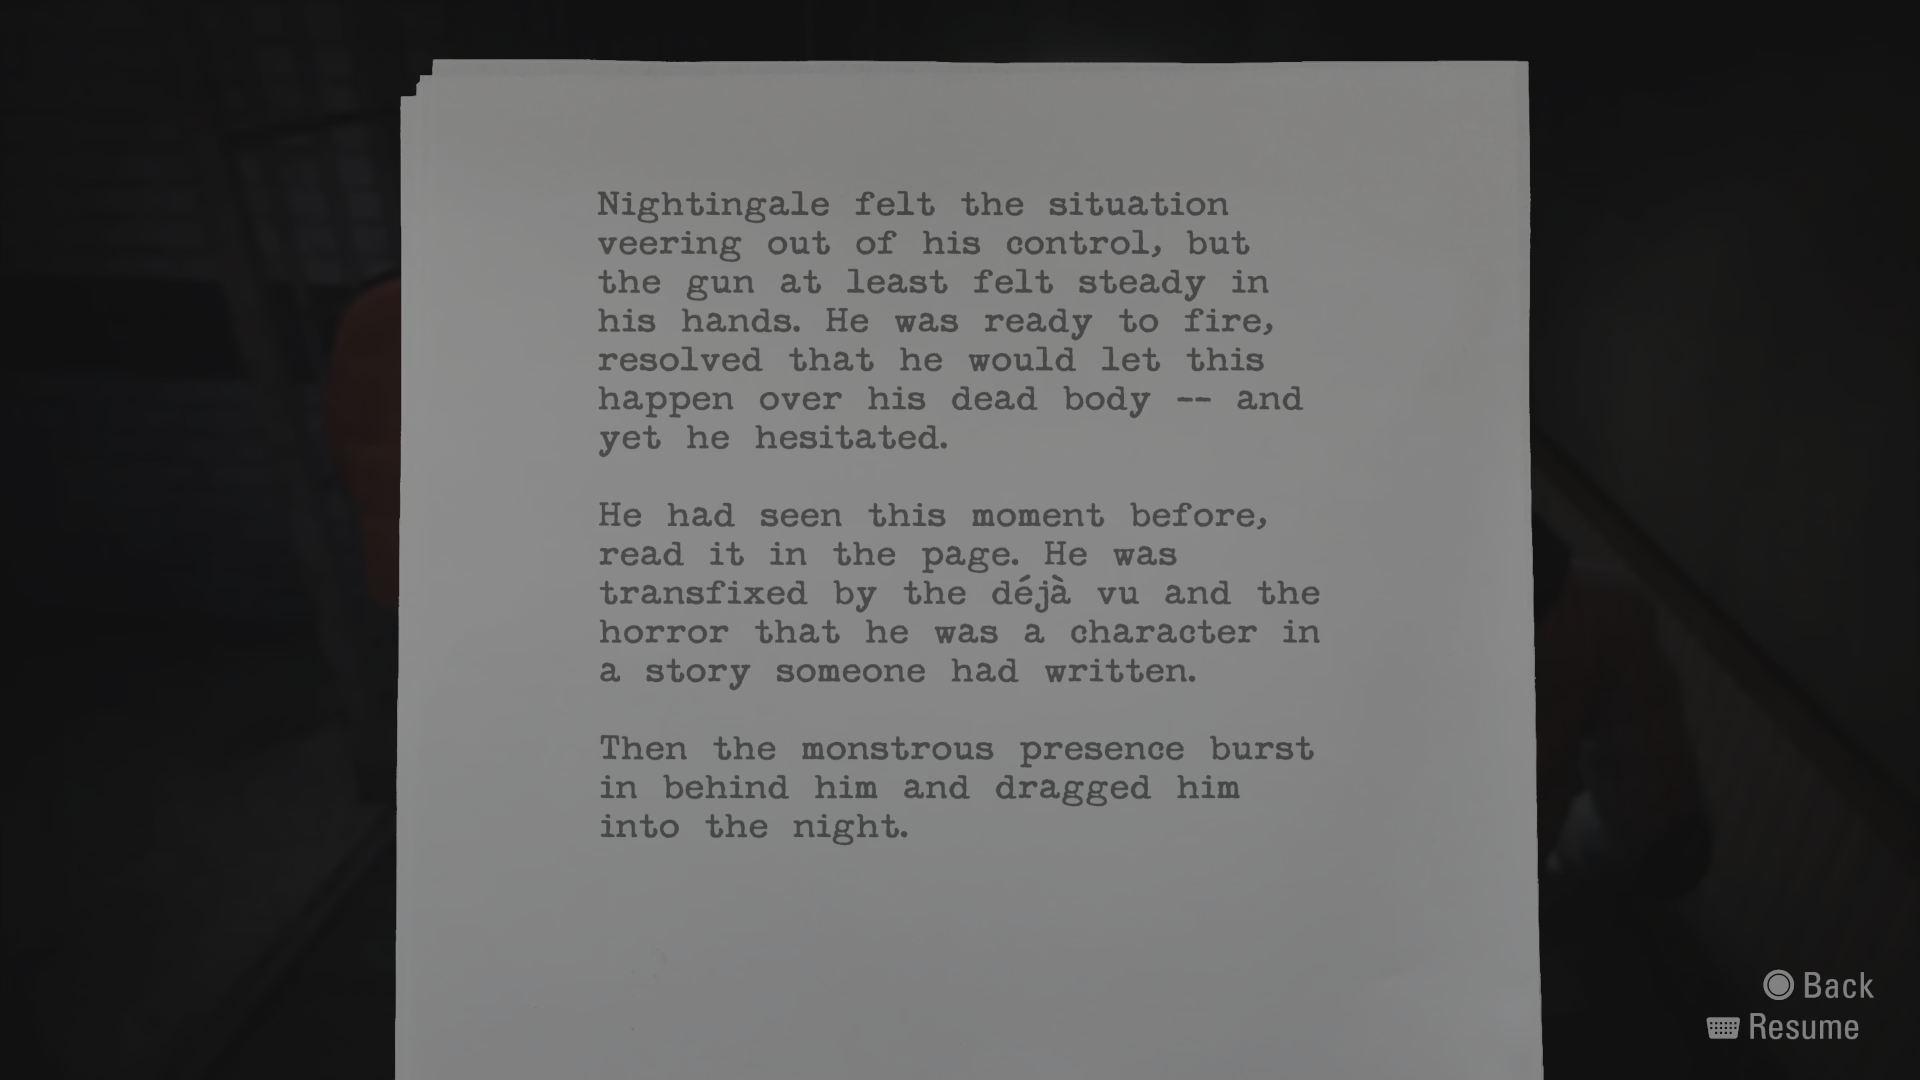 Nightingale felt the situation
veering out of his control, but
the gun at least felt steady in
his hands. He was ready to fire,
resolved that he would let this
happen over his dead body -- and
yet he hesitated.
He had seen this moment before,
read it in the page. He was
transfixed by the déjà vu and the
horror that he was a character in
a story someone had written.
Then the monstrous presence burst
in behind him and dragged him
into the night.
Back
Resume